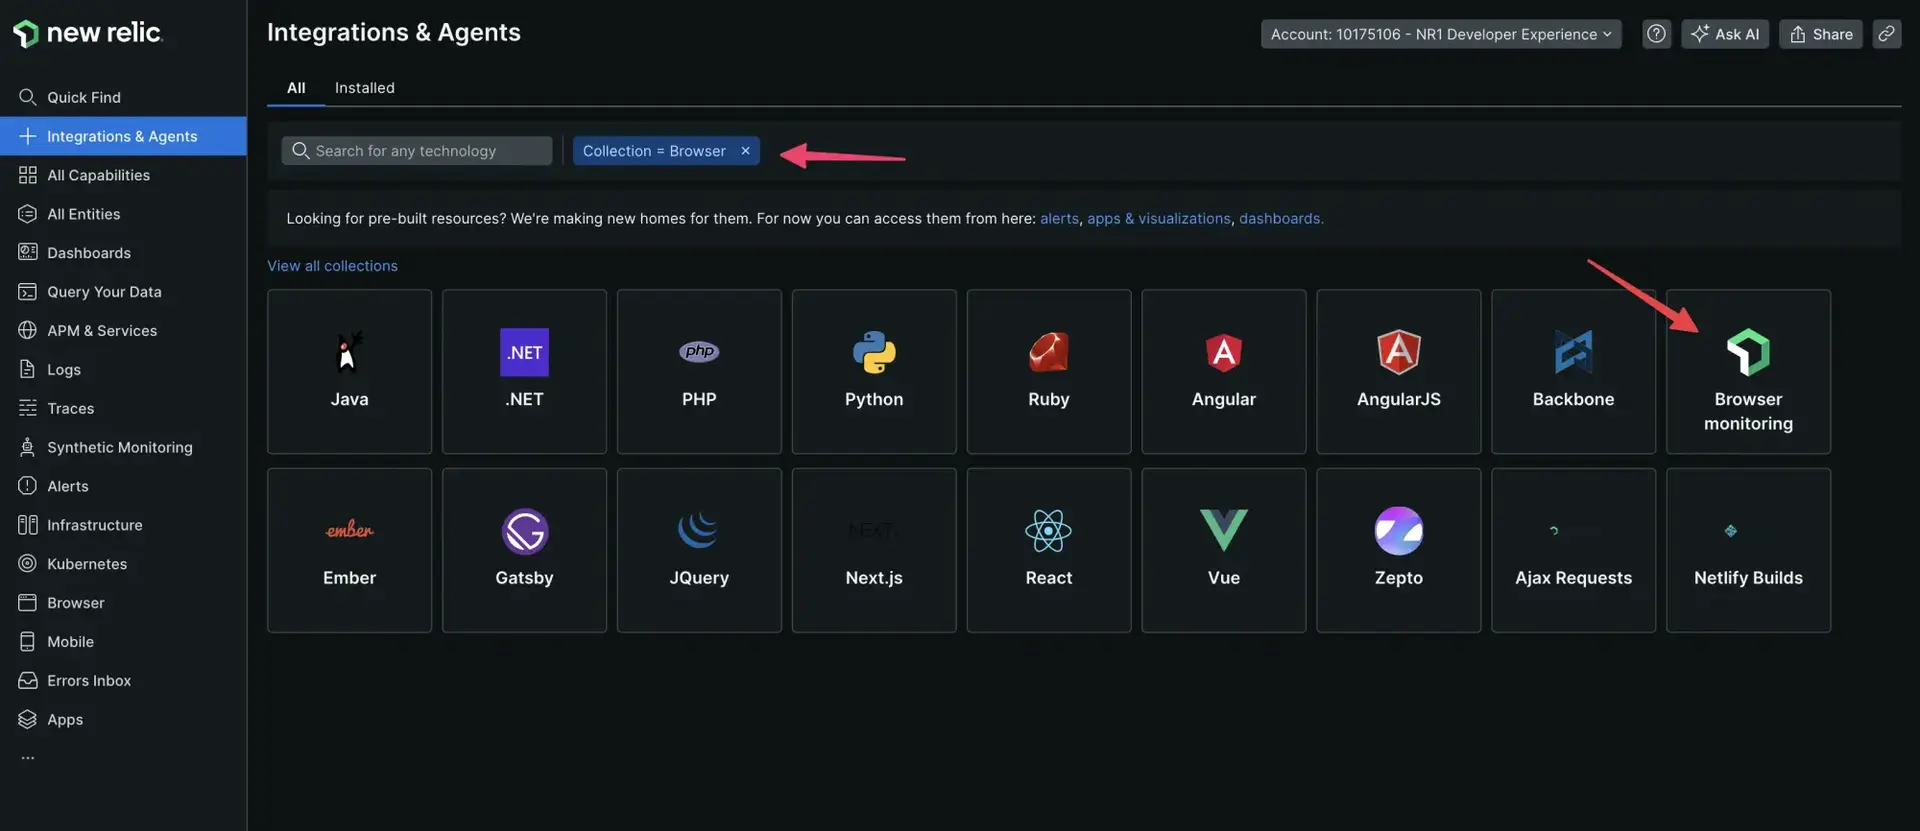 new relic.
Integrations & Agents
Account: 10175106 - NR1 Developer Experience
Ask AI
Share
Quick Find
Integrations & Agents
All Capabilities
All Entities
Dashboards
Query Your Data
APM & Services
Logs
Traces
Synthetic Monitoring
Alerts
Infrastructure
Kubernetes
Browser
Mobile
Errors Inbox
Apps
...
All
Installed
Search for any technology
Collection = Browser ×
Looking for pre-built resources? We're making new homes for them. For now you can access them from here: alerts, apps & visualizations, dashboards.
View all collections
Java
.NET
.NET
php
PHP
Python
Ruby
A
Angular
A
AngularJS
Backbone
Browser
monitoring
ember
Ember
G
Gatsby
JQuery
NEXT.
Next.js
React
Vue
Zepto
Ajax Requests
Netlify Builds